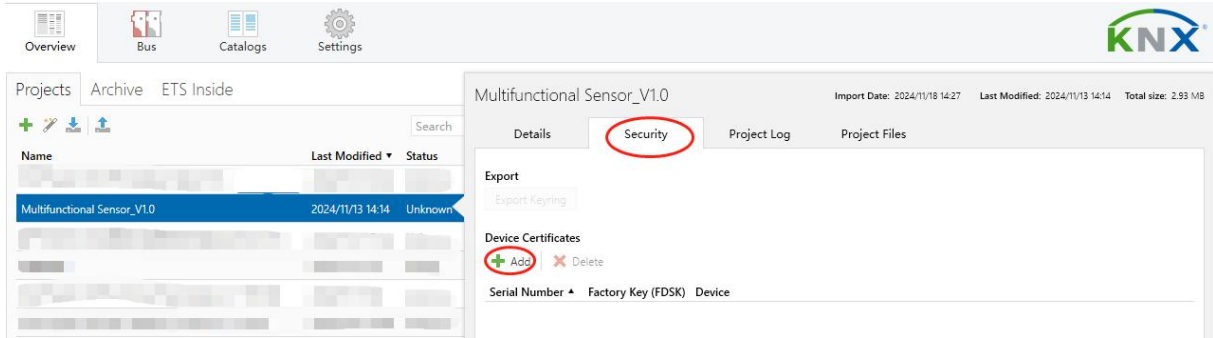 Overview Bus Catalogs Settings
KNX
Projects Archive ETS Inside
Search
Name Last Modified ▼ Status
Multifunctional Sensor_V1.0 2024/11/13 14:14 Unknown
Multifunctional Sensor_V1.0 Import Date: 2024/11/18 14:27 Last Modified: 2024/11/13 14:14 Total size: 2.93 MB
Details Security Project Log Project Files
Export
Export Keyring
Device Certificates
Add Delete
Serial Number ▲ Factory Key (FDSK) Device